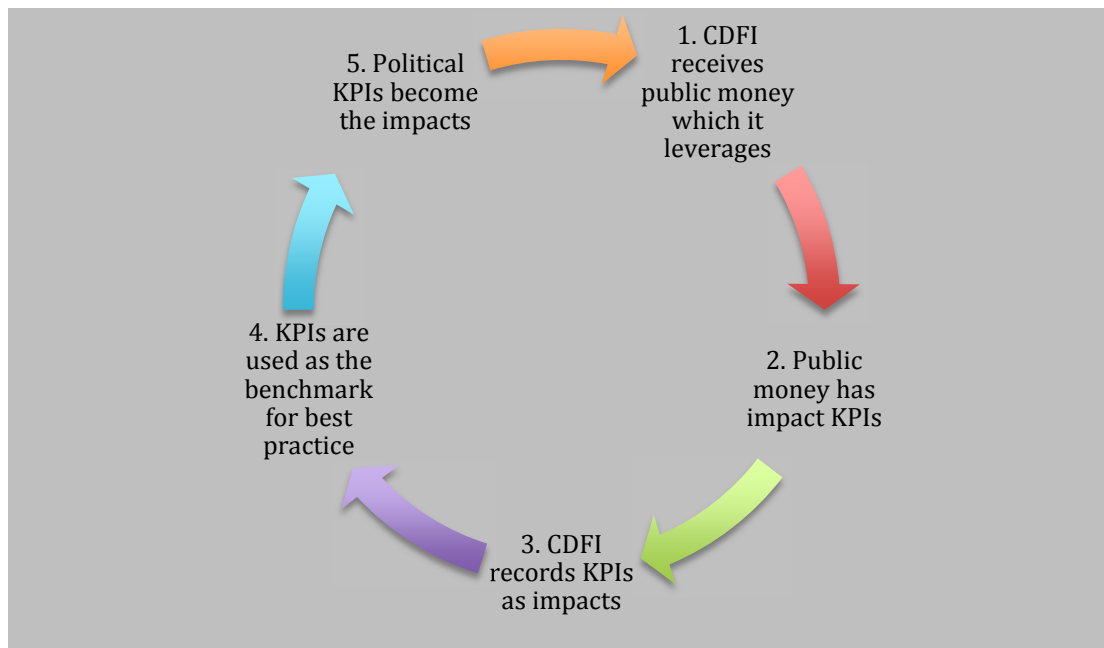 1. CDFI
receives
public money
which it
leverages
2. Public
money has
impact KPIs
3. CDFI
records KPIs
as impacts
4. KPIs are
used as the
benchmark
for best
practice
5. Political
KPIs become
the impacts